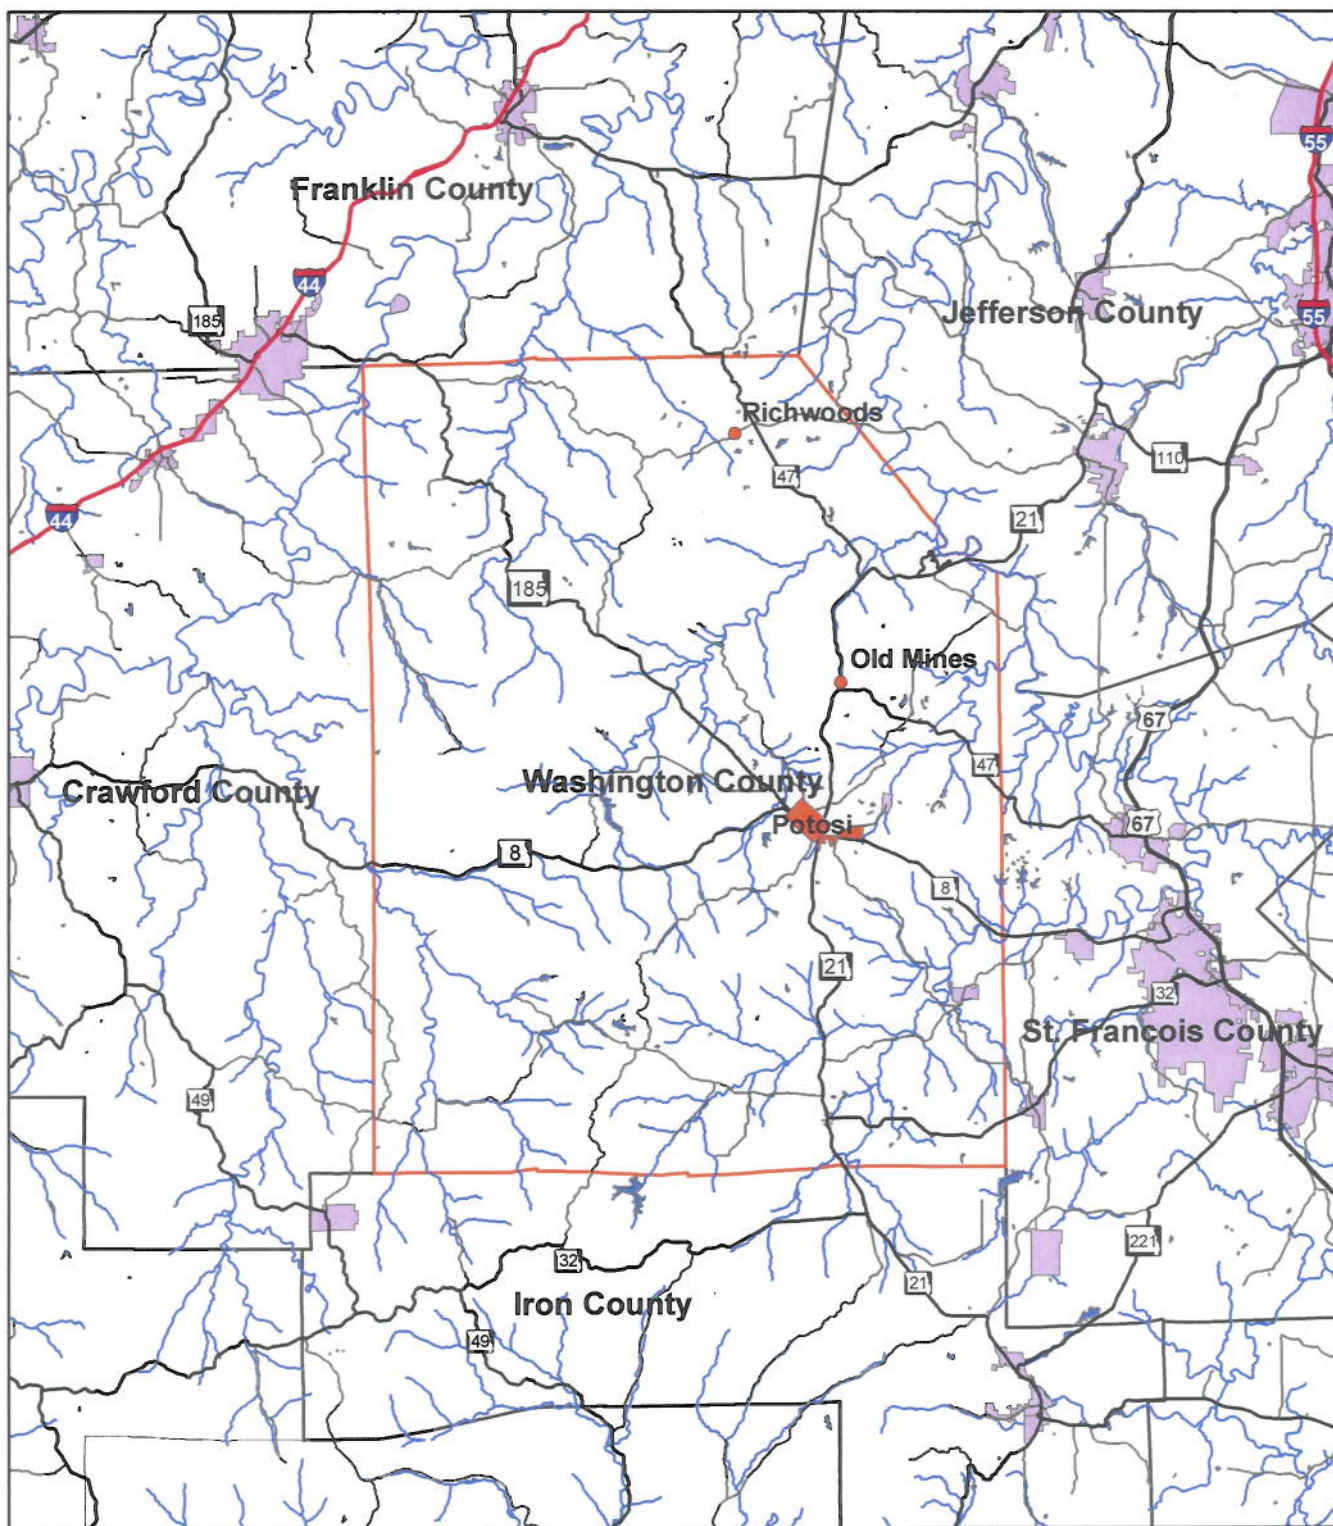 55
Franklin County
44
185
Jefferson County
55
Richwoods
110
47
44
21
185
Old Mines
67
47
Washington County
Crawford County
67
Potosi
8
8
21
32
St. Francois County
49
221
32
21
Iron County
49